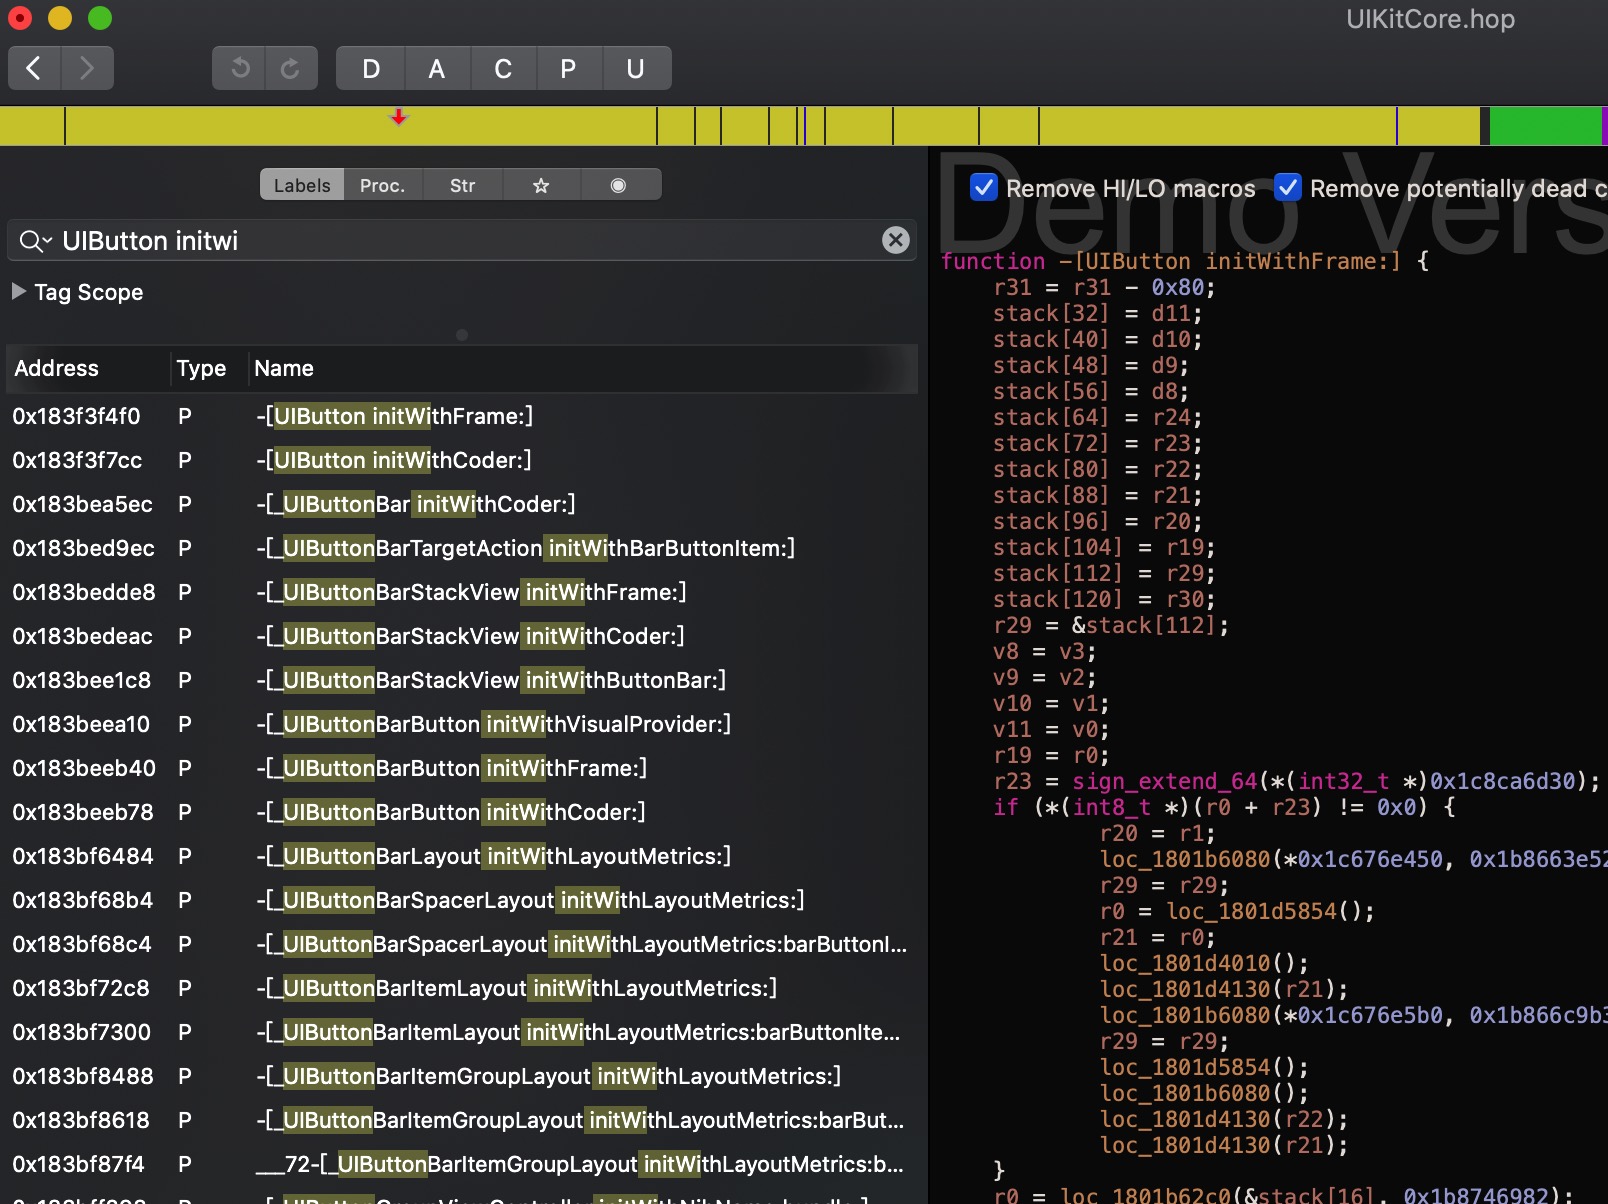 UIKitCore.hop
D A C P U
Labels Proc. Str
UIButton initwi
Tag Scope
Address Type Name
0x183f3f4f0 P -[UIButton initWithFrame:]
0x183f3f7cc P -[UIButton initWithCoder:]
0x183bea5ec P -[_UIButtonBar initWithCoder:]
0x183bed9ec P -[_UIButtonBarTargetAction initWithBarButtonItem:]
0x183bedde8 P -[_UIButtonBarStackView initWithFrame:]
0x183bedeac P -[_UIButtonBarStackView initWithCoder:]
0x183bee1c8 P -[_UIButtonBarStackView initWithButtonBar:]
0x183beea10 P -[_UIButtonBarButton initWithVisualProvider:]
0x183beeb40 P -[_UIButtonBarButton initWithFrame:]
0x183beeb78 P -[_UIButtonBarButton initWithCoder:]
0x183bf6484 P -[_UIButtonBarLayout initWithLayoutMetrics:]
0x183bf68b4 P -[_UIButtonBarSpacerLayout initWithLayoutMetrics:]
0x183bf68c4 P -[_UIButtonBarSpacerLayout initWithLayoutMetrics:barButtonI...
0x183bf72c8 P -[_UIButtonBarItemLayout initWithLayoutMetrics:]
0x183bf7300 P -[_UIButtonBarItemLayout initWithLayoutMetrics:barButtonIte...
0x183bf8488 P -[_UIButtonBarItemGroupLayout initWithLayoutMetrics:]
0x183bf8618 P -[_UIButtonBarItemGroupLayout initWithLayoutMetrics:barBut...
0x183bf87f4 P ___72-[_UIButtonBarItemGroupLayout initWithLayoutMetrics:b...
Demo Vers
Remove HI/LO macros Remove potentially dead c
function -[UIButton initWithFrame:] {
r31 = r31 - 0x80;
stack[32] = d11;
stack[40] = d10;
stack[48] = d9;
stack[56] = d8;
stack[64] = r24;
stack[72] = r23;
stack[80] = r22;
stack[88] = r21;
stack[96] = r20;
stack[104] = r19;
stack[112] = r29;
stack[120] = r30;
r29 = &stack[112];
v8 = v3;
v9 = v2;
v10 = v1;
v11 = v0;
r19 = r0;
r23 = sign_extend_64(*(int32_t *)0x1c8ca6d30);
if (*(int8_t *)(r0 + r23) != 0x0) {
r20 = r1;
loc_1801b6080(*0x1c676e450, 0x1b8663e52
r29 = r29;
r0 = loc_1801d5854();
r21 = r0;
loc_1801d4010();
loc_1801d4130(r21);
loc_1801b6080(*0x1c676e5b0, 0x1b866c9b3
r29 = r29;
loc_1801d5854();
loc_1801b6080();
loc_1801d4130(r22);
loc_1801d4130(r21);
}
r0 = loc_1801b62c0(&stack[16], 0x1b8746982);